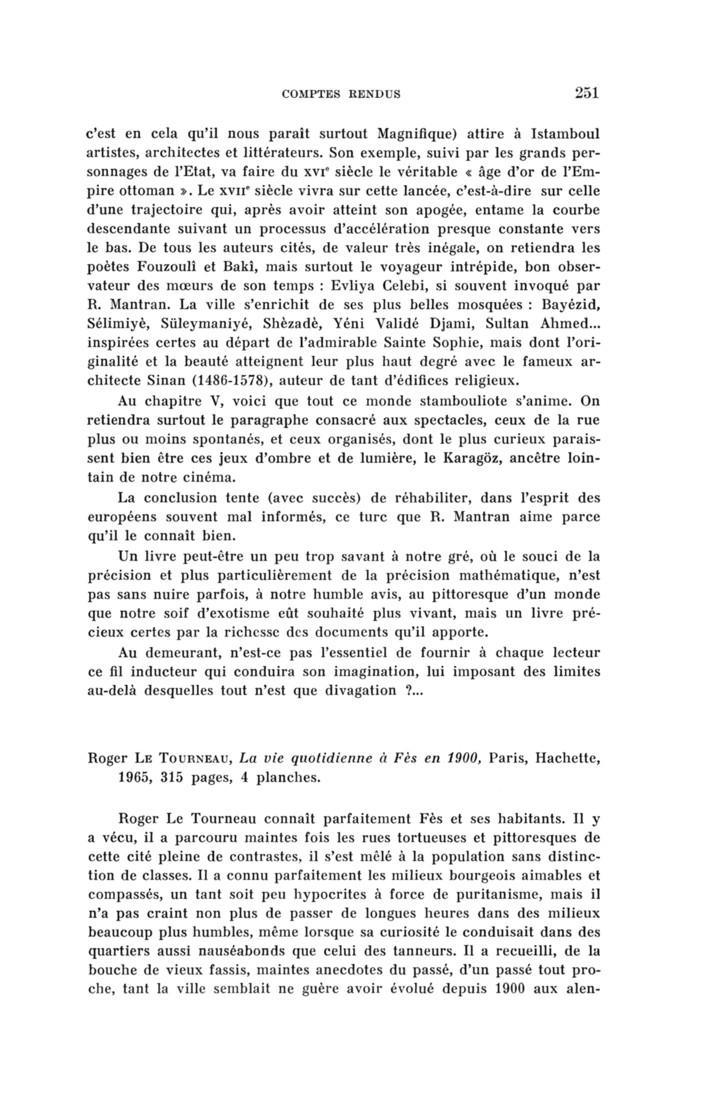 COMPTES RENDUS 251
c'est en cela qu'il nous paraît surtout Magnifique) attire à Istamboul
artistes, architectes et littérateurs. Son exemple, suivi par les grands per-
sonnages de l'Etat, va faire du XVIᵉ siècle le véritable « âge d'or de l'Em-
pire ottoman ». Le XVIIᵉ siècle vivra sur cette lancée, c'est-à-dire sur celle
d'une trajectoire qui, après avoir atteint son apogée, entame la courbe
descendante suivant un processus d'accélération presque constante vers
le bas. De tous les auteurs cités, de valeur très inégale, on retiendra les
poètes Fouzoulî et Bakî, mais surtout le voyageur intrépide, bon obser-
vateur des mœurs de son temps : Evliya Celebi, si souvent invoqué par
R. Mantran. La ville s'enrichit de ses plus belles mosquées : Bayézid,
Sélimiyè, Süleymaniyé, Shèzadè, Yéni Validé Djami, Sultan Ahmed...
inspirées certes au départ de l'admirable Sainte Sophie, mais dont l'ori-
ginalité et la beauté atteignent leur plus haut degré avec le fameux ar-
chitecte Sinan (1486-1578), auteur de tant d'édifices religieux.
Au chapitre V, voici que tout ce monde stambouliote s'anime. On
retiendra surtout le paragraphe consacré aux spectacles, ceux de la rue
plus ou moins spontanés, et ceux organisés, dont le plus curieux parais-
sent bien être ces jeux d'ombre et de lumière, le Karagöz, ancêtre loin-
tain de notre cinéma.
La conclusion tente (avec succès) de réhabiliter, dans l'esprit des
européens souvent mal informés, ce turc que R. Mantran aime parce
qu'il le connaît bien.
Un livre peut-être un peu trop savant à notre gré, où le souci de la
précision et plus particulièrement de la précision mathématique, n'est
pas sans nuire parfois, à notre humble avis, au pittoresque d'un monde
que notre soif d'exotisme eût souhaité plus vivant, mais un livre pré-
cieux certes par la richesse des documents qu'il apporte.
Au demeurant, n'est-ce pas l'essentiel de fournir à chaque lecteur
ce fil inducteur qui conduira son imagination, lui imposant des limites
au-delà desquelles tout n'est que divagation ?...
Roger LE TOURNEAU, La vie quotidienne à Fès en 1900, Paris, Hachette,
1965, 315 pages, 4 planches.
Roger Le Tourneau connaît parfaitement Fès et ses habitants. Il y
a vécu, il a parcouru maintes fois les rues tortueuses et pittoresques de
cette cité pleine de contrastes, il s'est mêlé à la population sans distinc-
tion de classes. Il a connu parfaitement les milieux bourgeois aimables et
compassés, un tant soit peu hypocrites à force de puritanisme, mais il
n'a pas craint non plus de passer de longues heures dans des milieux
beaucoup plus humbles, même lorsque sa curiosité le conduisait dans des
quartiers aussi nauséabonds que celui des tanneurs. Il a recueilli, de la
bouche de vieux fassis, maintes anecdotes du passé, d'un passé tout pro-
che, tant la ville semblait ne guère avoir évolué depuis 1900 aux alen-